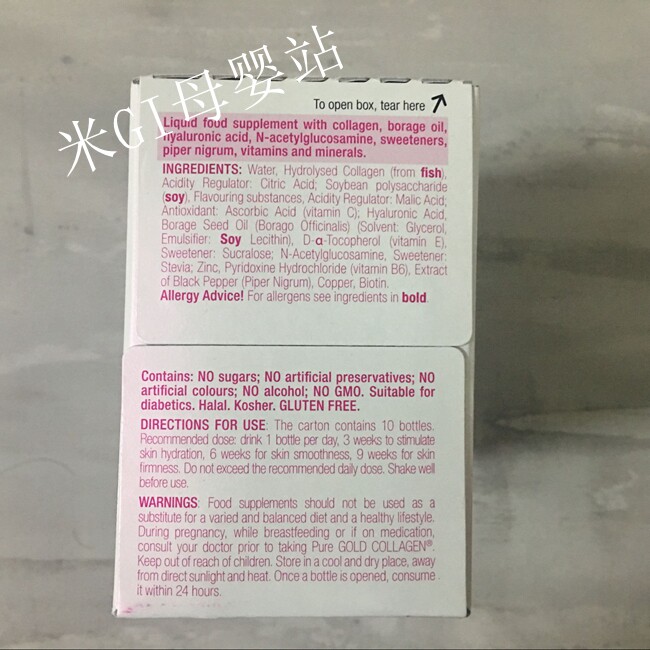 米GI母婴站
To open box, tear here
Liquid food supplement with collagen, borage oil,
hyaluronic acid, N-acetylglucosamine, sweeteners,
piper nigrum, vitamins and minerals.
INGREDIENTS: Water, Hydrolysed Collagen (from fish),
Acidity Regulator: Citric Acid; Soybean polysaccharide
(soy), Flavouring substances, Acidity Regulator: Malic Acid;
Antioxidant: Ascorbic Acid (vitamin C); Hyaluronic Acid,
Borage Seed Oil (Borago Officinalis) (Solvent: Glycerol,
Emulsifier: Soy Lecithin), D-α-Tocopherol (vitamin E),
Sweetener: Sucralose; N-Acetylglucosamine, Sweetener:
Stevia; Zinc, Pyridoxine Hydrochloride (vitamin B6), Extract
of Black Pepper (Piper Nigrum), Copper, Biotin.
Allergy Advice! For allergens see ingredients in bold.
Contains: NO sugars; NO artificial preservatives; NO
artificial colours; NO alcohol; NO GMO. Suitable for
diabetics. Halal. Kosher. GLUTEN FREE.
DIRECTIONS FOR USE: The carton contains 10 bottles.
Recommended dose: drink 1 bottle per day, 3 weeks to stimulate
skin hydration, 6 weeks for skin smoothness, 9 weeks for skin
firmness. Do not exceed the recommended daily dose. Shake well
before use.
WARNINGS: Food supplements should not be used as a
substitute for a varied and balanced diet and a healthy lifestyle.
During pregnancy, while breastfeeding or if on medication,
consult your doctor prior to taking Pure GOLD COLLAGEN®.
Keep out of reach of children. Store in a cool and dry place, away
from direct sunlight and heat. Once a bottle is opened, consume
it within 24 hours.